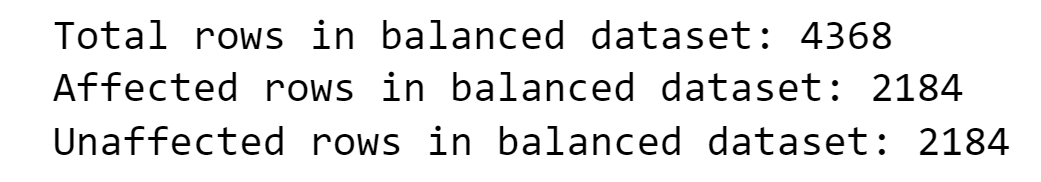 Total rows in balanced dataset: 4368
Affected rows in balanced dataset: 2184
Unaffected rows in balanced dataset: 2184